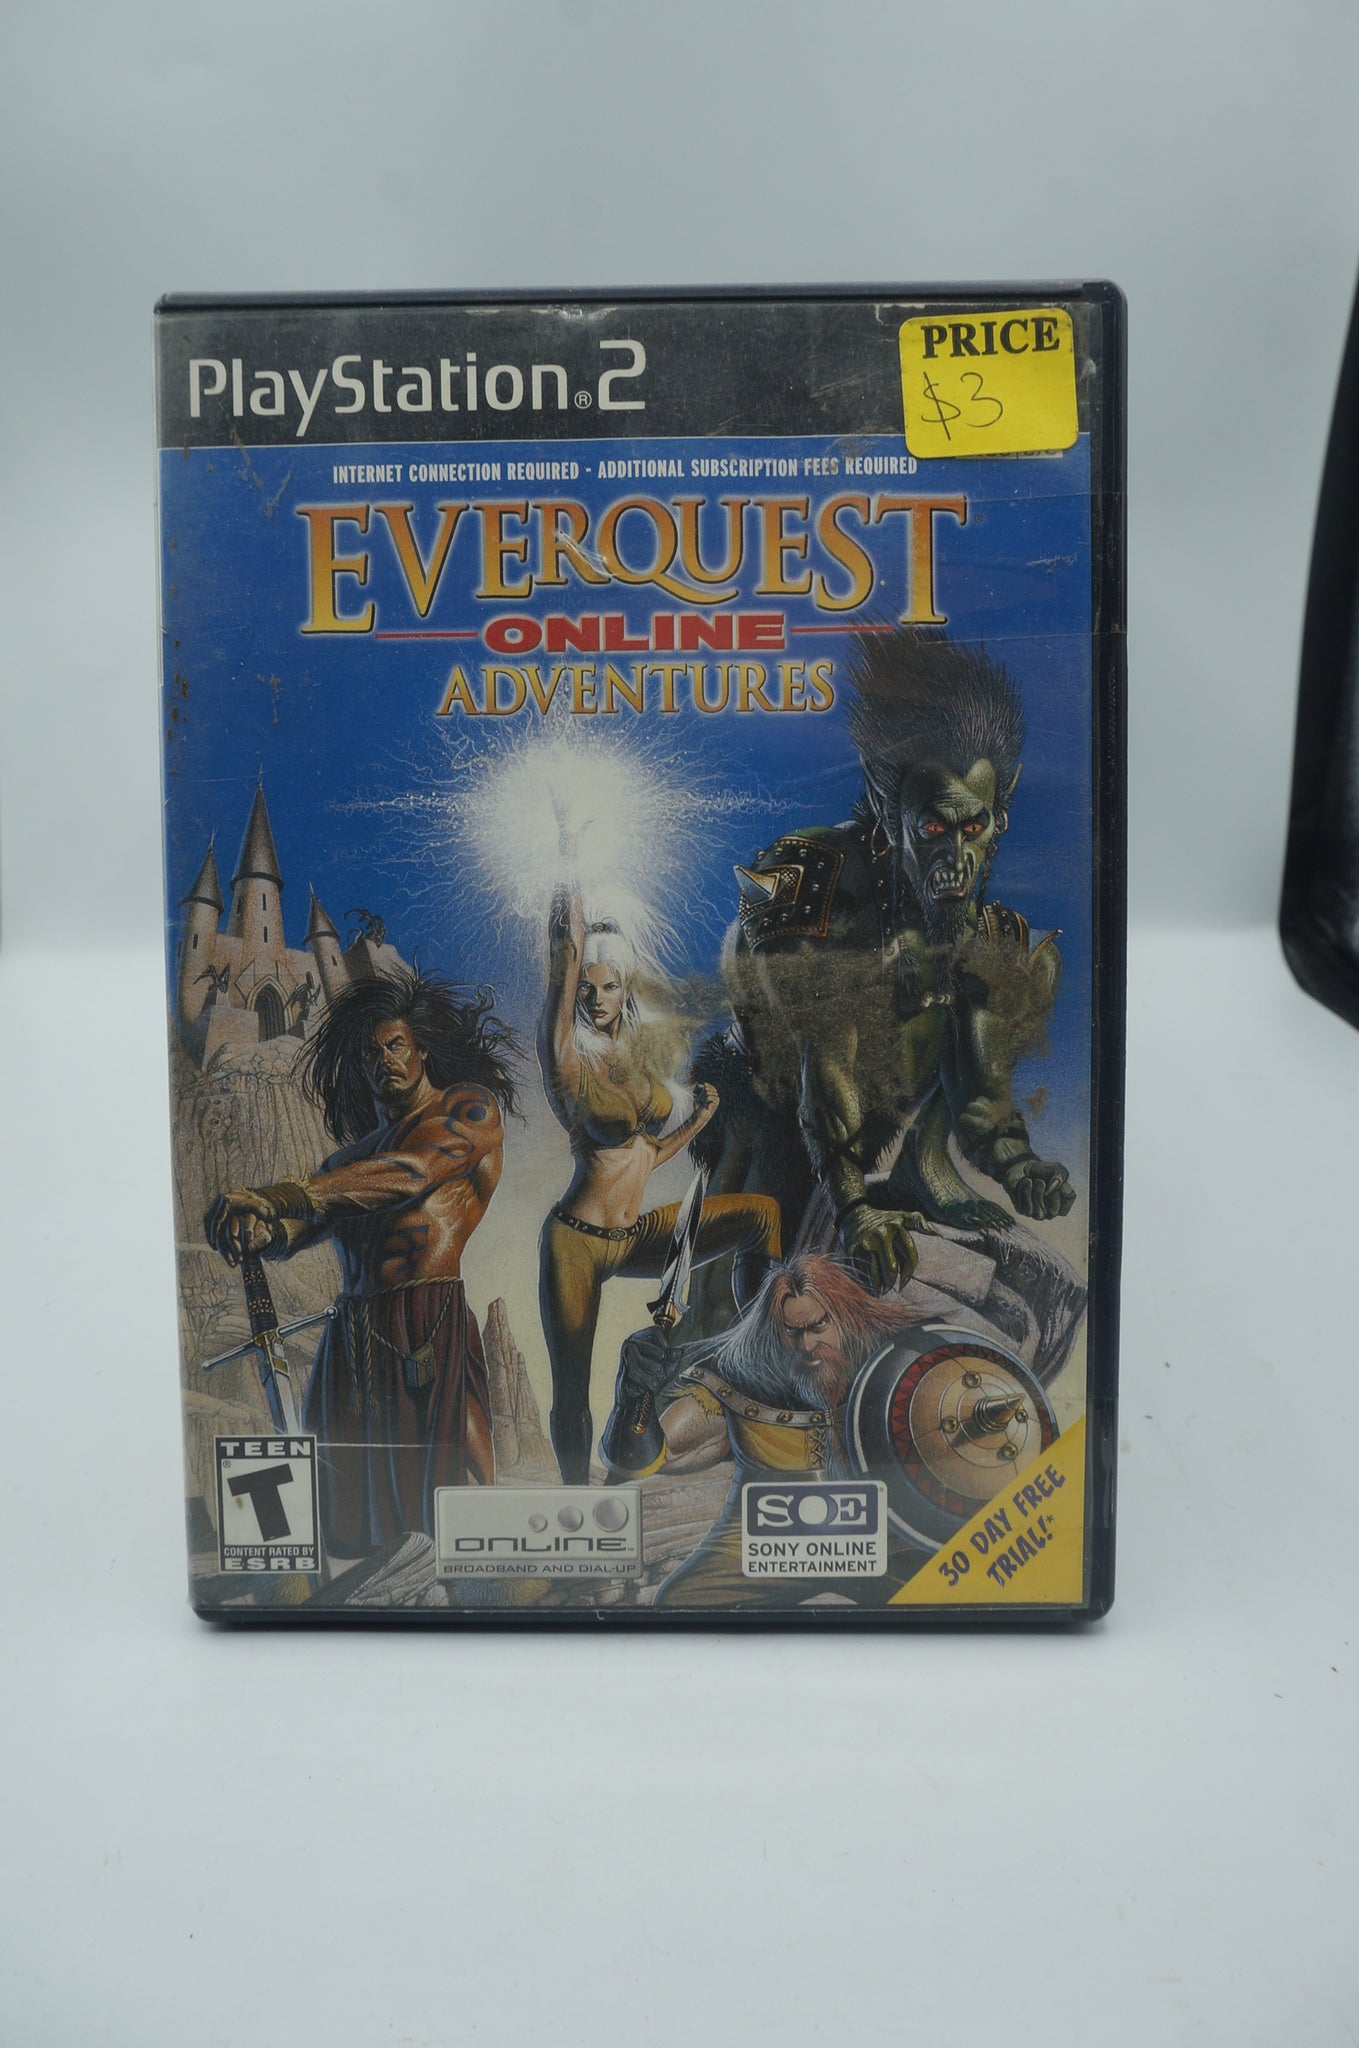 PlayStation®2
PRICE
$3
INTERNET CONNECTION REQUIRED - ADDITIONAL SUBSCRIPTION FEES REQUIRED
EVERQUEST
ONLINE
ADVENTURES
TEEN
T
CONTENT RATED BY
ESRB
ONLINE™
BROADBAND AND DIAL-UP
SOE®
SONY ONLINE
ENTERTAINMENT
30 DAY FREE
TRIAL!*